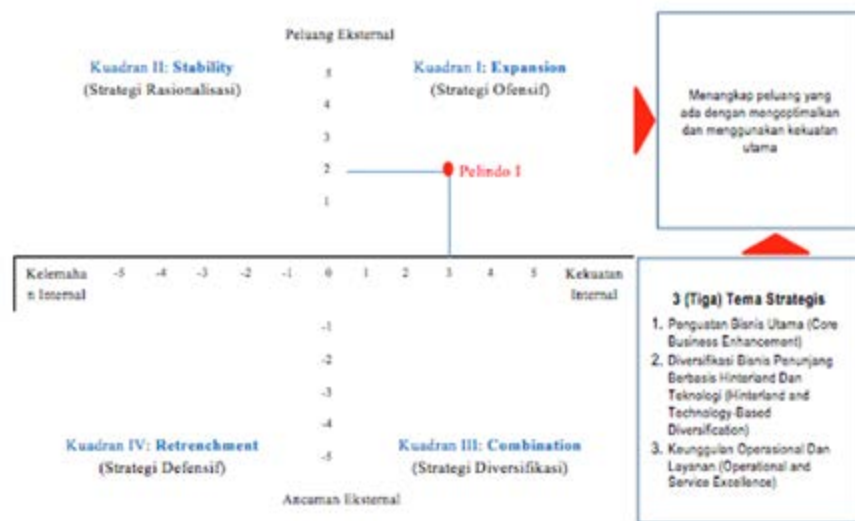 Peluang Eksternal
Kuadran II: Stability
(Strategi Rasionalisasi)
5
4
3
2
1
Kuadran I: Expansion
(Strategi Ofensif)
Pelindo I
Menangkap peluang yang
ada dengan mengoptimalkan
dan menggunakan kekuatan
utama
Kelemaha
n Internal
-5 -4 -3 -2 -1 0 1 2 3 4 5
Kekuatan
Internal
-1
-2
-3
-4
-5
Kuadran IV: Retrenchment
(Strategi Defensif)
Kuadran III: Combination
(Strategi Diversifikasi)
Ancaman Eksternal
3 (Tiga) Tema Strategis
1. Penguatan Bisnis Utama (Core
Business Enhancement)
2. Diversifikasi Bisnis Penunjang
Berbasis Hinterland Dan
Teknologi (Hinterland and
Technology-Based
Diversification)
3. Keunggulan Operasional Dan
Layanan (Operational and
Service Excellence)